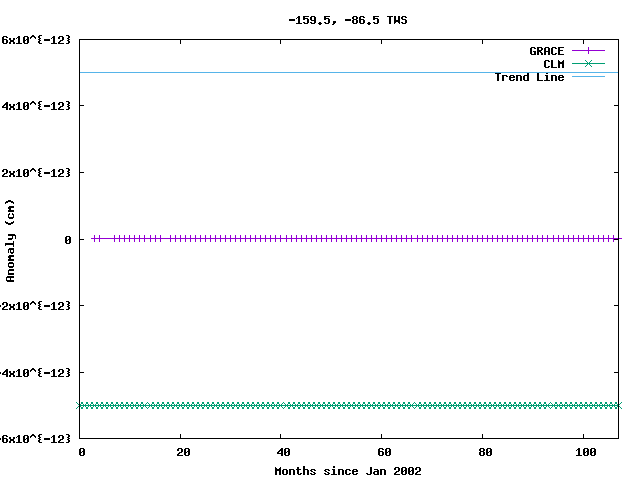 -159.5, -86.5 TWS
6x10^{-12}
GRACE
CLM
Trend Line
4x10^{-12}
2x10^{-12}
Anomaly (cm)
0
-2x10^{-12}
-4x10^{-12}
-6x10^{-12}
0 20 40 60 80 100
Months since Jan 2002